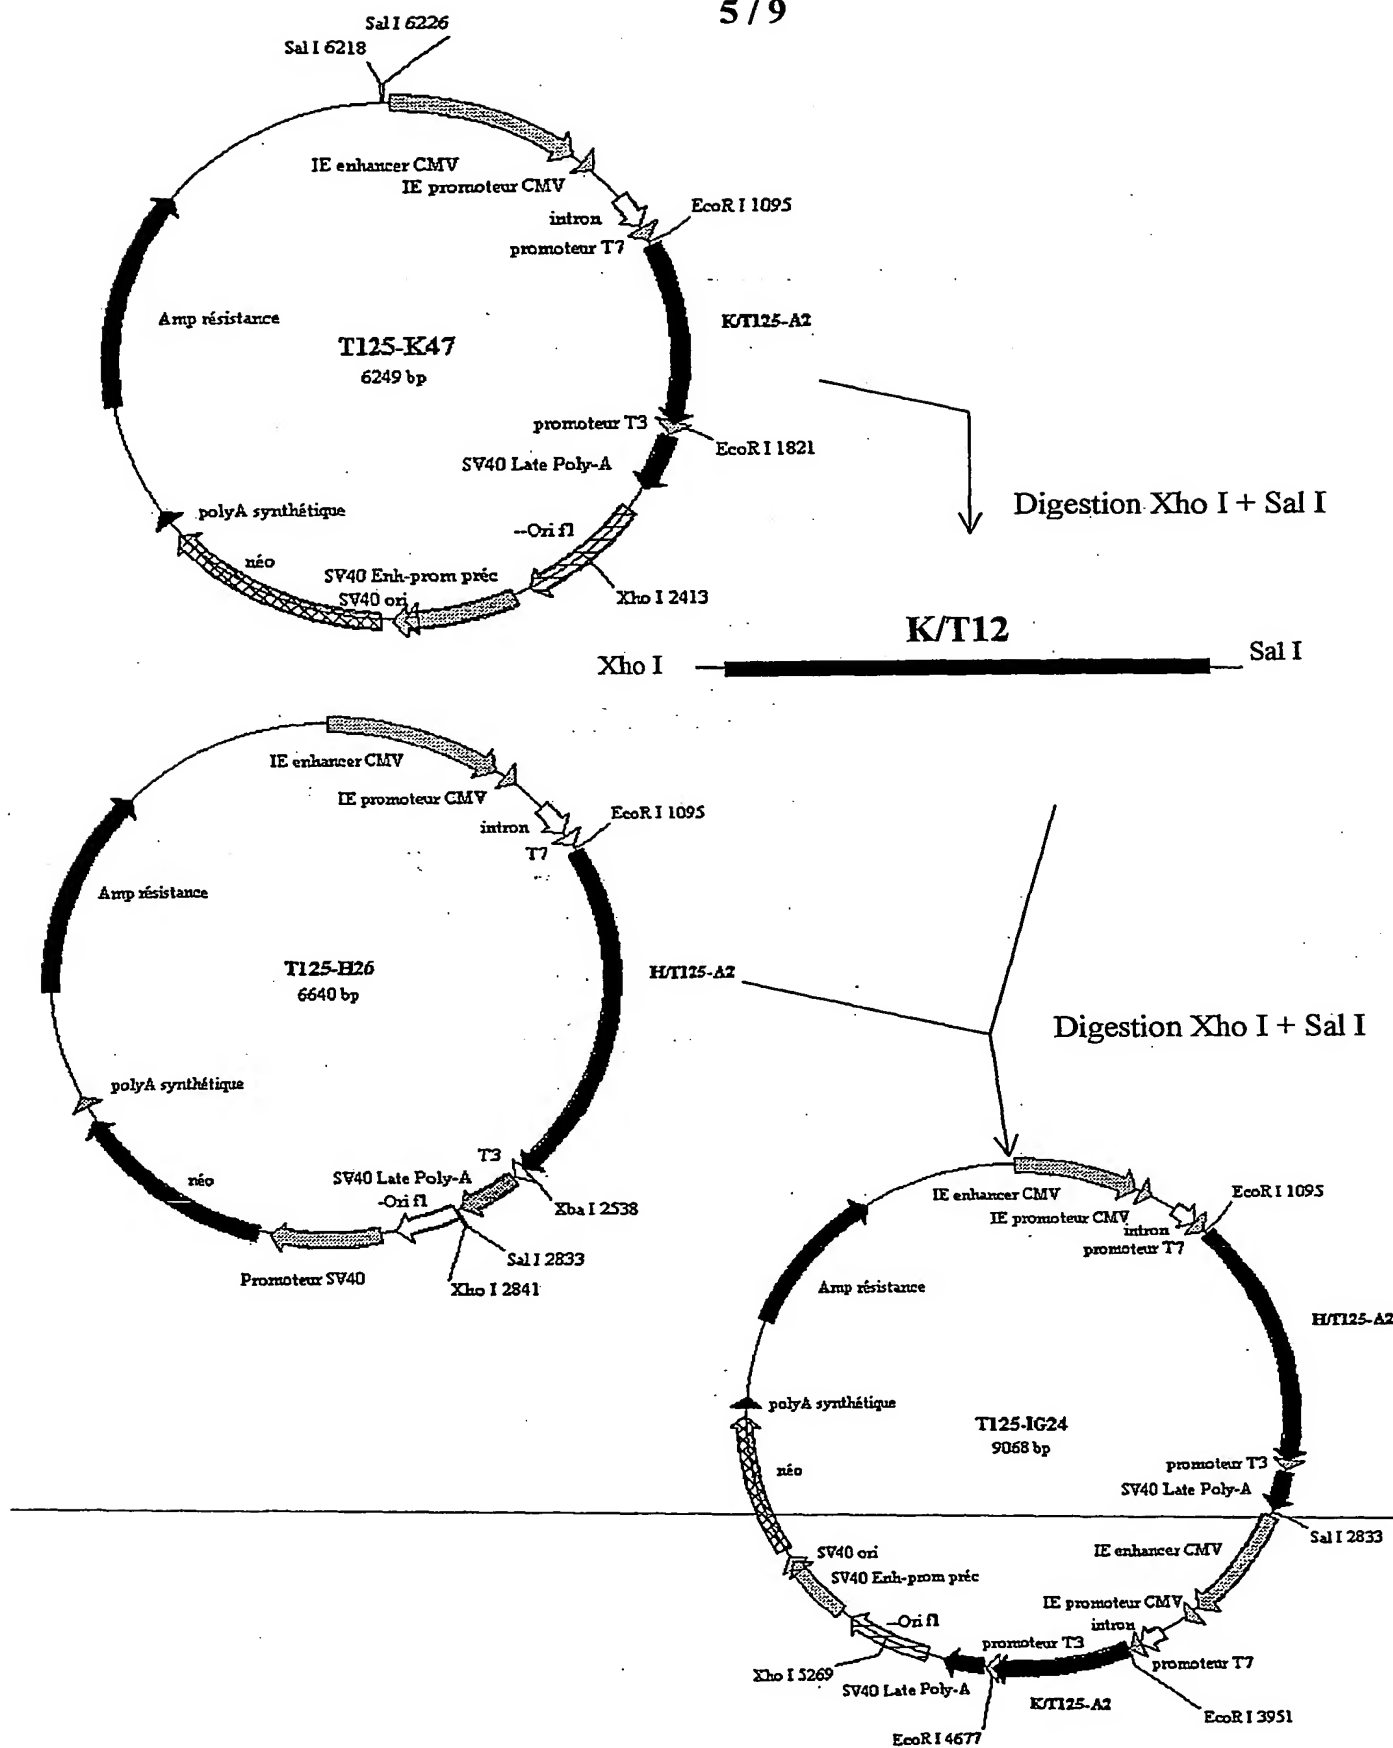 5 / 9
Sal I 6226
Sal I 6218
IE enhancer CMV
IE promoteur CMV
intron
EcoR I 1095
promoteur T7
Amp résistance
K/T125-A2
T125-K47
6249 bp
promoteur T3
EcoR I 1821
SV40 Late Poly-A
polyA synthétique
--Ori f1
néo
SV40 Enh-prom préc
SV40 ori
Xho I 2413
Digestion Xho I + Sal I
K/T12
Xho I
Sal I
IE enhancer CMV
IE promoteur CMV
intron
EcoR I 1095
T7
Amp résistance
T125-H26
6640 bp
H/T125-A2
polyA synthétique
T3
SV40 Late Poly-A
néo
-Ori f1
Xba I 2538
Sal I 2833
Promoteur SV40
Xho I 2841
Digestion Xho I + Sal I
IE enhancer CMV
EcoR I 1095
IE promoteur CMV
intron
promoteur T7
Amp résistance
H/T125-A2
polyA synthétique
T125-IG24
9068 bp
promoteur T3
néo
SV40 Late Poly-A
Sal I 2833
SV40 ori
IE enhancer CMV
SV40 Enh-prom préc
IE promoteur CMV
--Ori f1
intron
promoteur T3
promoteur T7
Xho I 5269
SV40 Late Poly-A
K/T125-A2
EcoR I 3951
EcoR I 4677